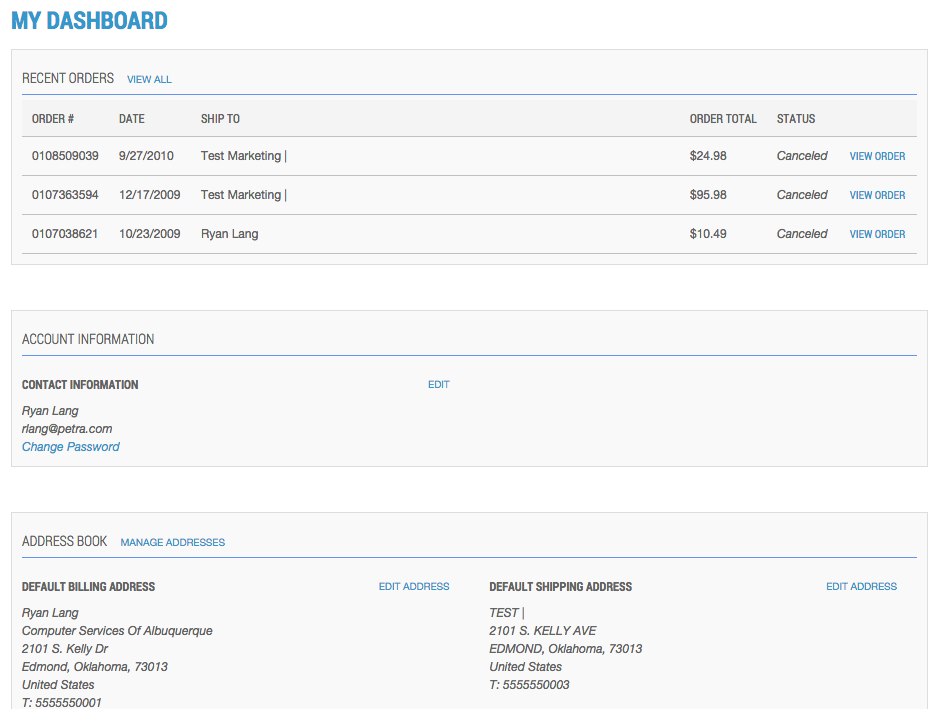 MY DASHBOARD
RECENT ORDERS VIEW ALL
ORDER # DATE SHIP TO ORDER TOTAL STATUS
0108509039 9/27/2010 Test Marketing | $24.98 Canceled VIEW ORDER
0107363594 12/17/2009 Test Marketing | $95.98 Canceled VIEW ORDER
0107038621 10/23/2009 Ryan Lang $10.49 Canceled VIEW ORDER
ACCOUNT INFORMATION
CONTACT INFORMATION EDIT
Ryan Lang
rlang@petra.com
Change Password
ADDRESS BOOK MANAGE ADDRESSES
DEFAULT BILLING ADDRESS EDIT ADDRESS
Ryan Lang
Computer Services Of Albuquerque
2101 S. Kelly Dr
Edmond, Oklahoma, 73013
United States
T: 5555550001
DEFAULT SHIPPING ADDRESS EDIT ADDRESS
TEST |
2101 S. KELLY AVE
EDMOND, Oklahoma, 73013
United States
T: 5555550003